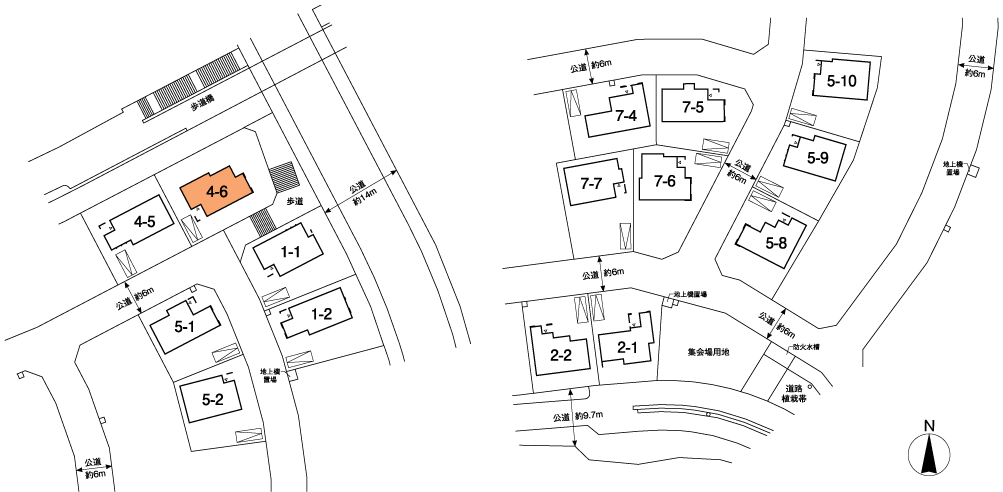 歩道橋
4-6
4-5
歩道
公道
約14m
1-1
公道 約6m
1-2
5-1
地上機
置場
5-2
公道
約6m
公道 約6m
7-4
7-5
5-10
公道
約6m
5-9
地上機
置場
7-7
7-6
公道
約6m
5-8
公道 約6m
地上機置場
公道 約6m
2-2
2-1
集会場用地
防火水槽
道路
植栽帯
公道 約9.7m
N